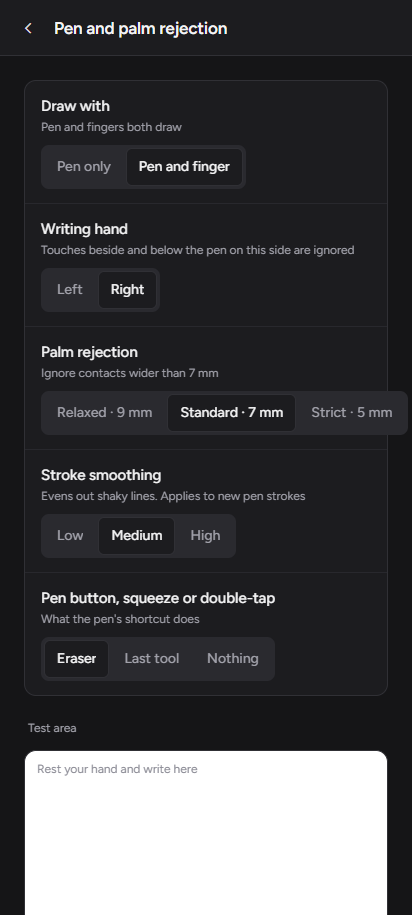 Pen and palm rejection
Draw with
Pen and fingers both draw
Pen only Pen and finger
Writing hand
Touches beside and below the pen on this side are ignored
Left Right
Palm rejection
Ignore contacts wider than 7 mm
Relaxed · 9 mm Standard · 7 mm Strict · 5 mm
Stroke smoothing
Evens out shaky lines. Applies to new pen strokes
Low Medium High
Pen button, squeeze or double-tap
What the pen's shortcut does
Eraser Last tool Nothing
Test area
Rest your hand and write here